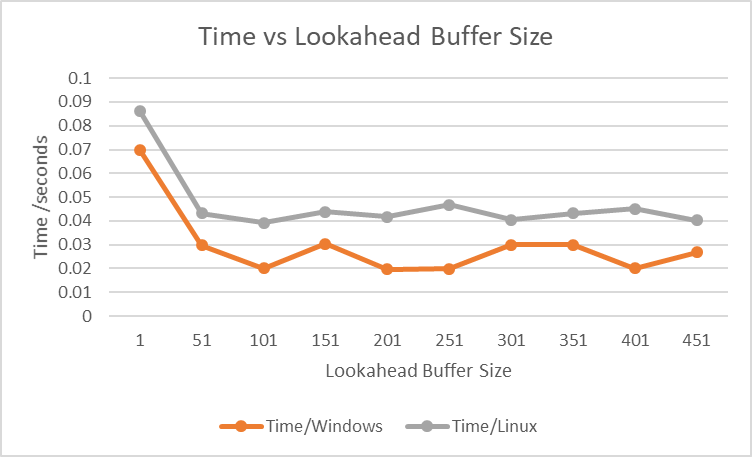 Time vs Lookahead Buffer Size
Time /seconds
0.1
0.09
0.08
0.07
0.06
0.05
0.04
0.03
0.02
0.01
0
1 51 101 151 201 251 301 351 401 451
Lookahead Buffer Size
Time/Windows Time/Linux